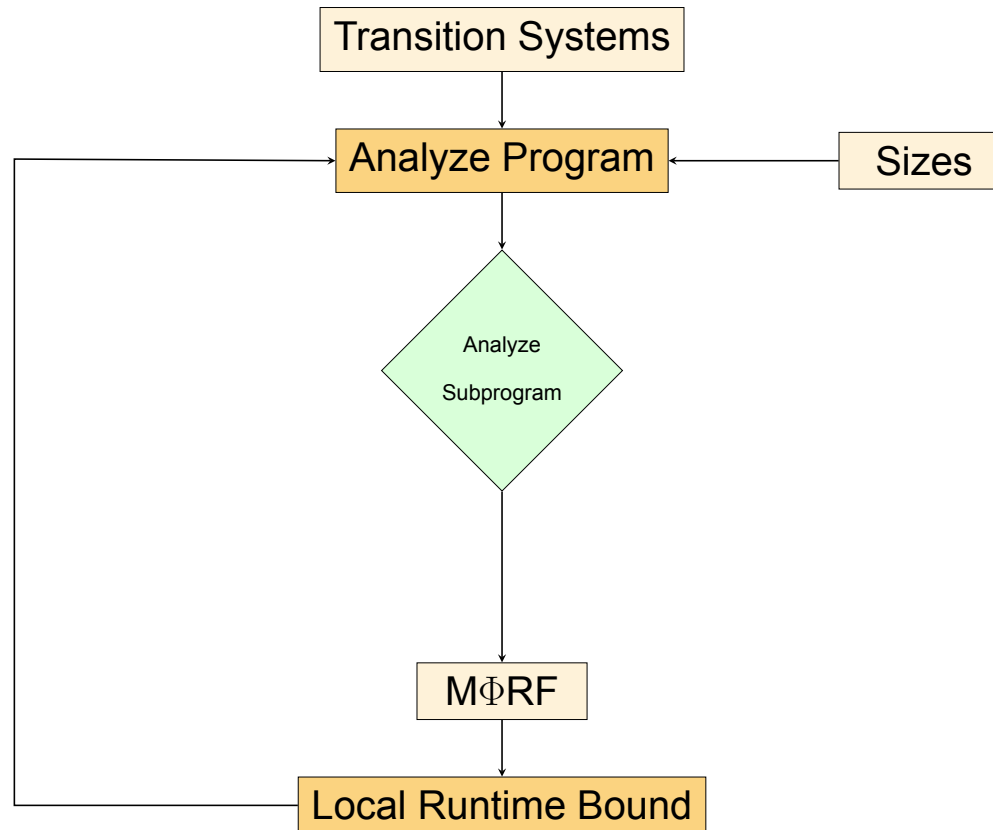 Transition Systems
Analyze Program
Sizes
Analyze
Subprogram
MΦRF
Local Runtime Bound